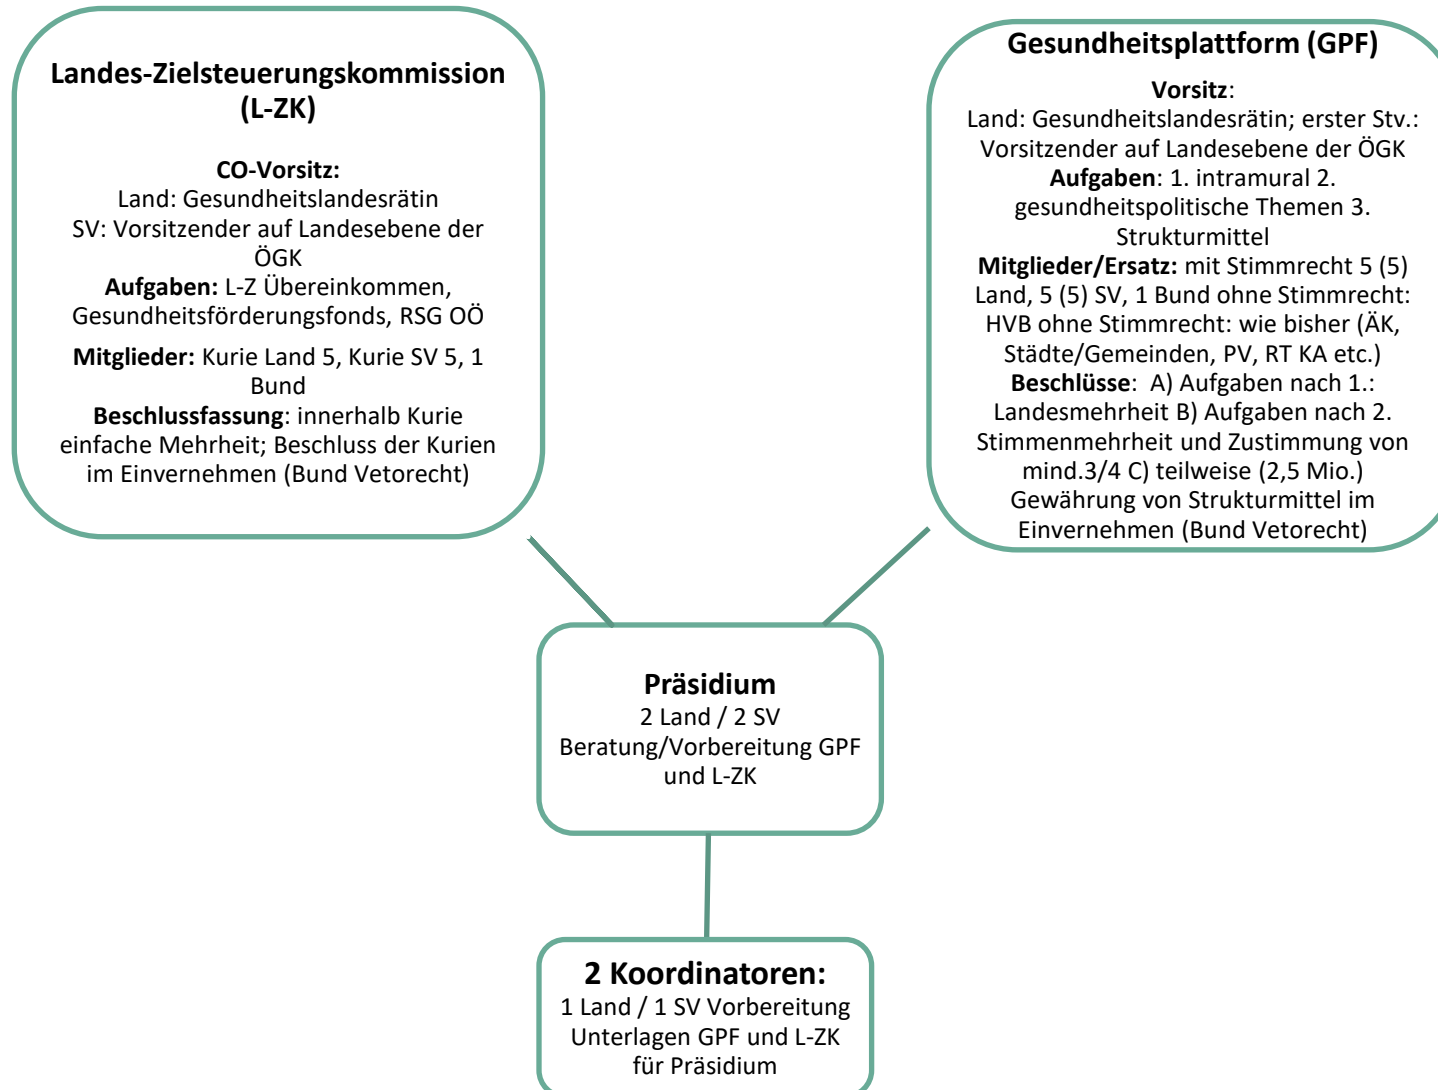 Landes-Zielsteuerungskommission
(L-ZK)
CO-Vorsitz:
Land: Gesundheitslandesrätin
SV: Vorsitzender auf Landesebene der
ÖGK
Aufgaben: L-Z Übereinkommen,
Gesundheitsförderungsfonds, RSG OÖ
Mitglieder: Kurie Land 5, Kurie SV 5, 1
Bund
Beschlussfassung: innerhalb Kurie
einfache Mehrheit; Beschluss der Kurien
im Einvernehmen (Bund Vetorecht)
Gesundheitsplattform (GPF)
Vorsitz:
Land: Gesundheitslandesrätin; erster Stv.:
Vorsitzender auf Landesebene der ÖGK
Aufgaben: 1. intramural 2.
gesundheitspolitische Themen 3.
Strukturmittel
Mitglieder/Ersatz: mit Stimmrecht 5 (5)
Land, 5 (5) SV, 1 Bund ohne Stimmrecht:
HVB ohne Stimmrecht: wie bisher (ÄK,
Städte/Gemeinden, PV, RT KA etc.)
Beschlüsse: A) Aufgaben nach 1.:
Landesmehrheit B) Aufgaben nach 2.
Stimmenmehrheit und Zustimmung von
mind.3/4 C) teilweise (2,5 Mio.)
Gewährung von Strukturmittel im
Einvernehmen (Bund Vetorecht)
Präsidium
2 Land / 2 SV
Beratung/Vorbereitung GPF
und L-ZK
2 Koordinatoren:
1 Land / 1 SV Vorbereitung
Unterlagen GPF und L-ZK
für Präsidium